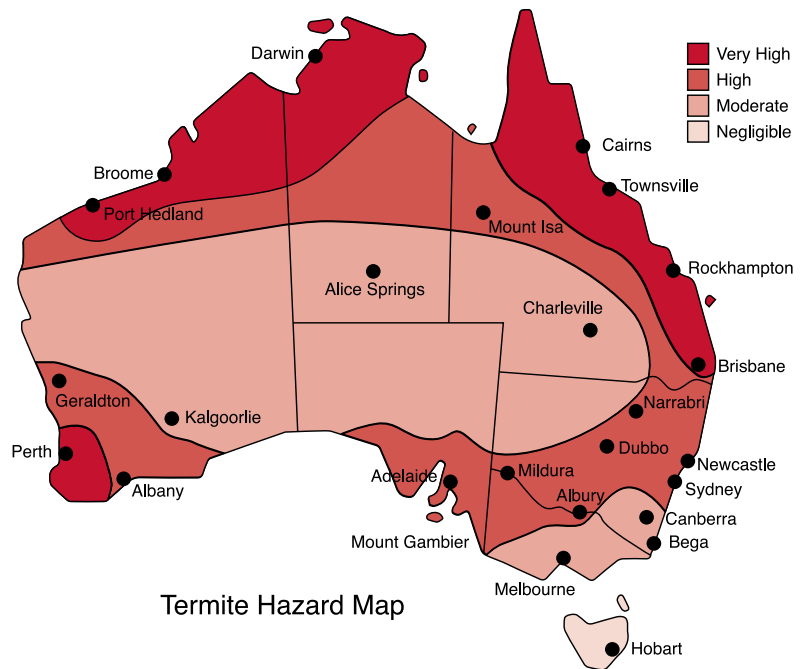 Darwin
Very High
High
Moderate
Negligible
Cairns
Broome
Townsville
Port Hedland
Mount Isa
Rockhampton
Alice Springs
Charleville
Brisbane
Geraldton
Narrabri
Kalgoorlie
Dubbo
Perth
Newcastle
Mildura
Adelaide
Sydney
Albany
Albury
Canberra
Mount Gambier
Bega
Melbourne
Termite Hazard Map
Hobart